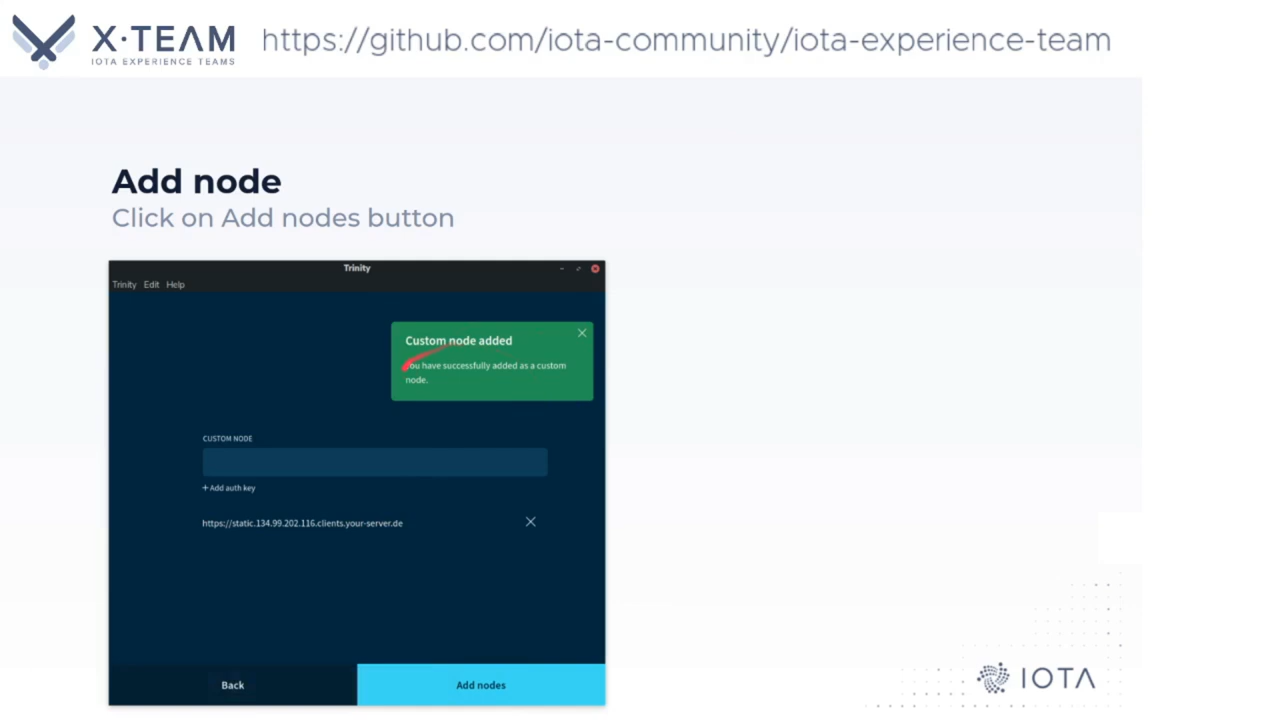 X·TEAM
IOTA EXPERIENCE TEAMS
https://github.com/iota-community/iota-experience-team
Add node
Click on Add nodes button
Trinity
Trinity Edit Help
Custom node added
You have successfully added as a custom
node.
CUSTOM NODE
+ Add auth key
https://static.134.99.202.116.clients.your-server.de
Back
Add nodes
IOTA